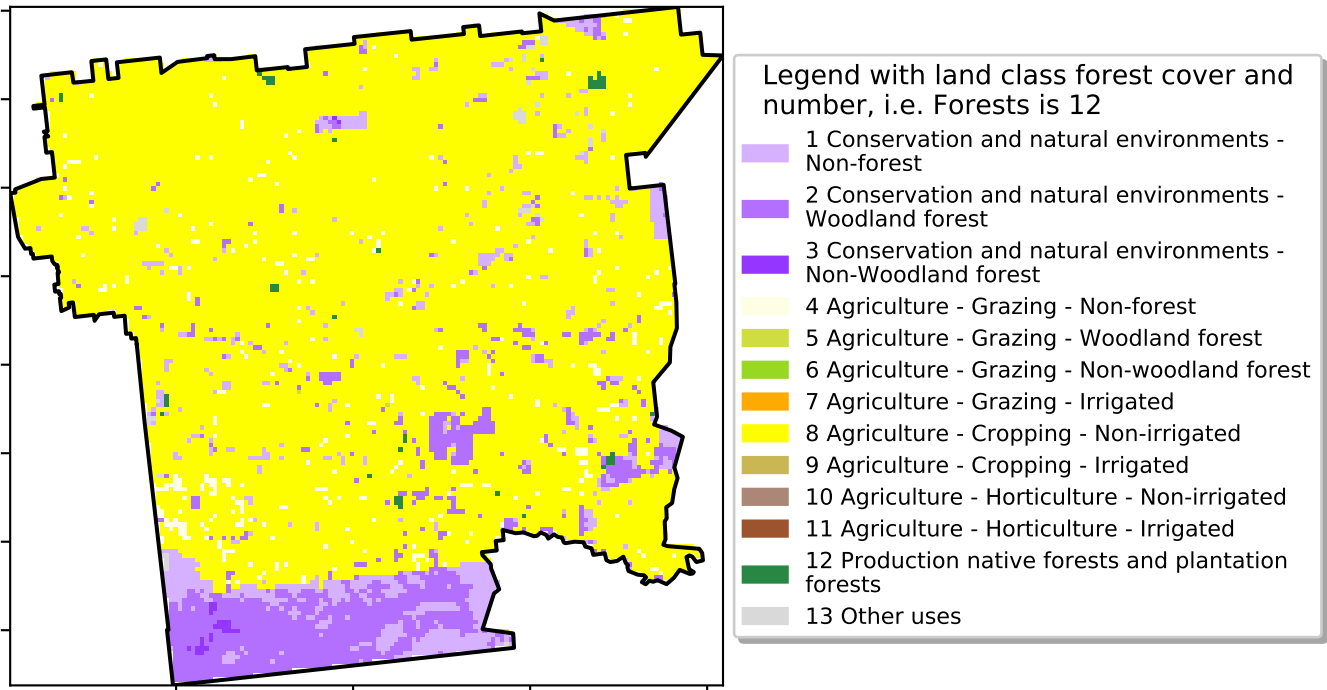 Legend with land class forest cover and
number, i.e. Forests is 12
1 Conservation and natural environments -
Non-forest
2 Conservation and natural environments -
Woodland forest
3 Conservation and natural environments -
Non-Woodland forest
4 Agriculture - Grazing - Non-forest
5 Agriculture - Grazing - Woodland forest
6 Agriculture - Grazing - Non-woodland forest
7 Agriculture - Grazing - Irrigated
8 Agriculture - Cropping - Non-irrigated
9 Agriculture - Cropping - Irrigated
10 Agriculture - Horticulture - Non-irrigated
11 Agriculture - Horticulture - Irrigated
12 Production native forests and plantation
forests
13 Other uses